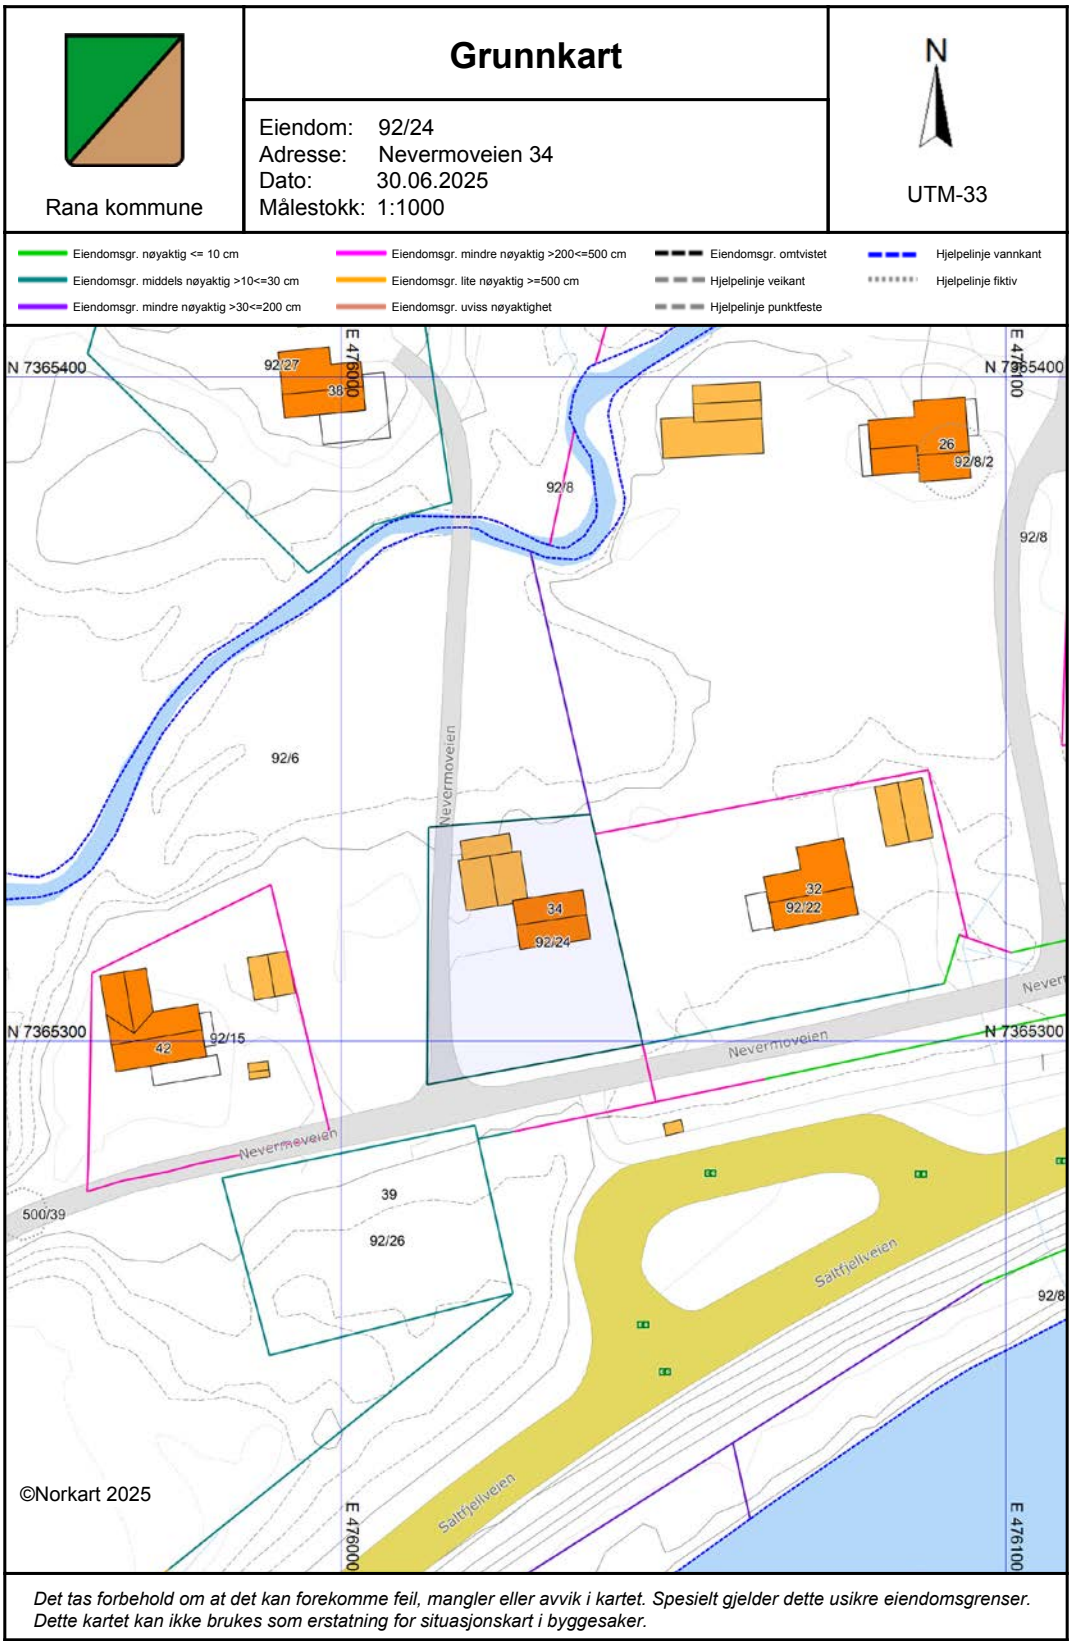 Grunnkart
Rana kommune
Eiendom: 92/24
Adresse: Nevermoveien 34
Dato: 30.06.2025
Målestokk: 1:1000
N
UTM-33
Eiendomsgr. nøyaktig <= 10 cm
Eiendomsgr. middels nøyaktig >10<=30 cm
Eiendomsgr. mindre nøyaktig >30<=200 cm
Eiendomsgr. mindre nøyaktig >200<=500 cm
Eiendomsgr. lite nøyaktig >=500 cm
Eiendomsgr. uviss nøyaktighet
Eiendomsgr. omtvistet
Hjelpelinje veikant
Hjelpelinje punktfeste
Hjelpelinje vannkant
Hjelpelinje fiktiv
N 7365400
92/27
38
E 476000
E 476100
N 7365400
26
92/8/2
92/8
92/8
Nevermoveien
92/6
34
92/24
32
92/22
N 7365300
42
92/15
Nevermoveien
Never
N 7365300
Nevermoveien
500/39
39
92/26
Saltfjellveien
92/8
Saltfjellveien
E 476000
E 476100
©Norkart 2025
Det tas forbehold om at det kan forekomme feil, mangler eller avvik i kartet. Spesielt gjelder dette usikre eiendomsgrenser.
Dette kartet kan ikke brukes som erstatning for situasjonskart i byggesaker.